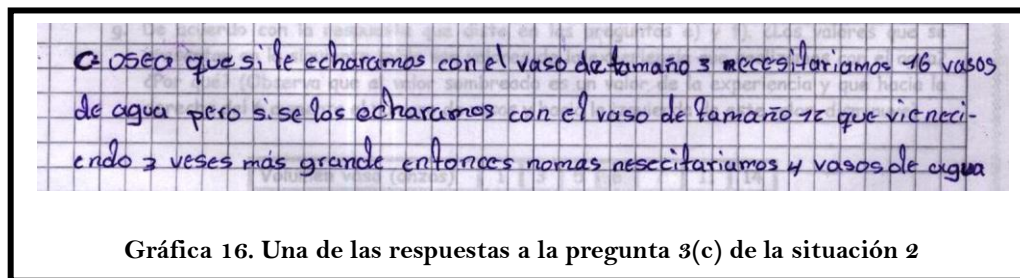 C osea que si le echaramos con el vaso de tamaño 3 necesitariamos 16 vasos
de agua pero si se los echaramos con el vaso de tamaño 12 que vieneci-
endo 3 veses más grande entonces nomas nesecitariamos 4 vasos de agua
Gráfica 16. Una de las respuestas a la pregunta 3(c) de la situación 2